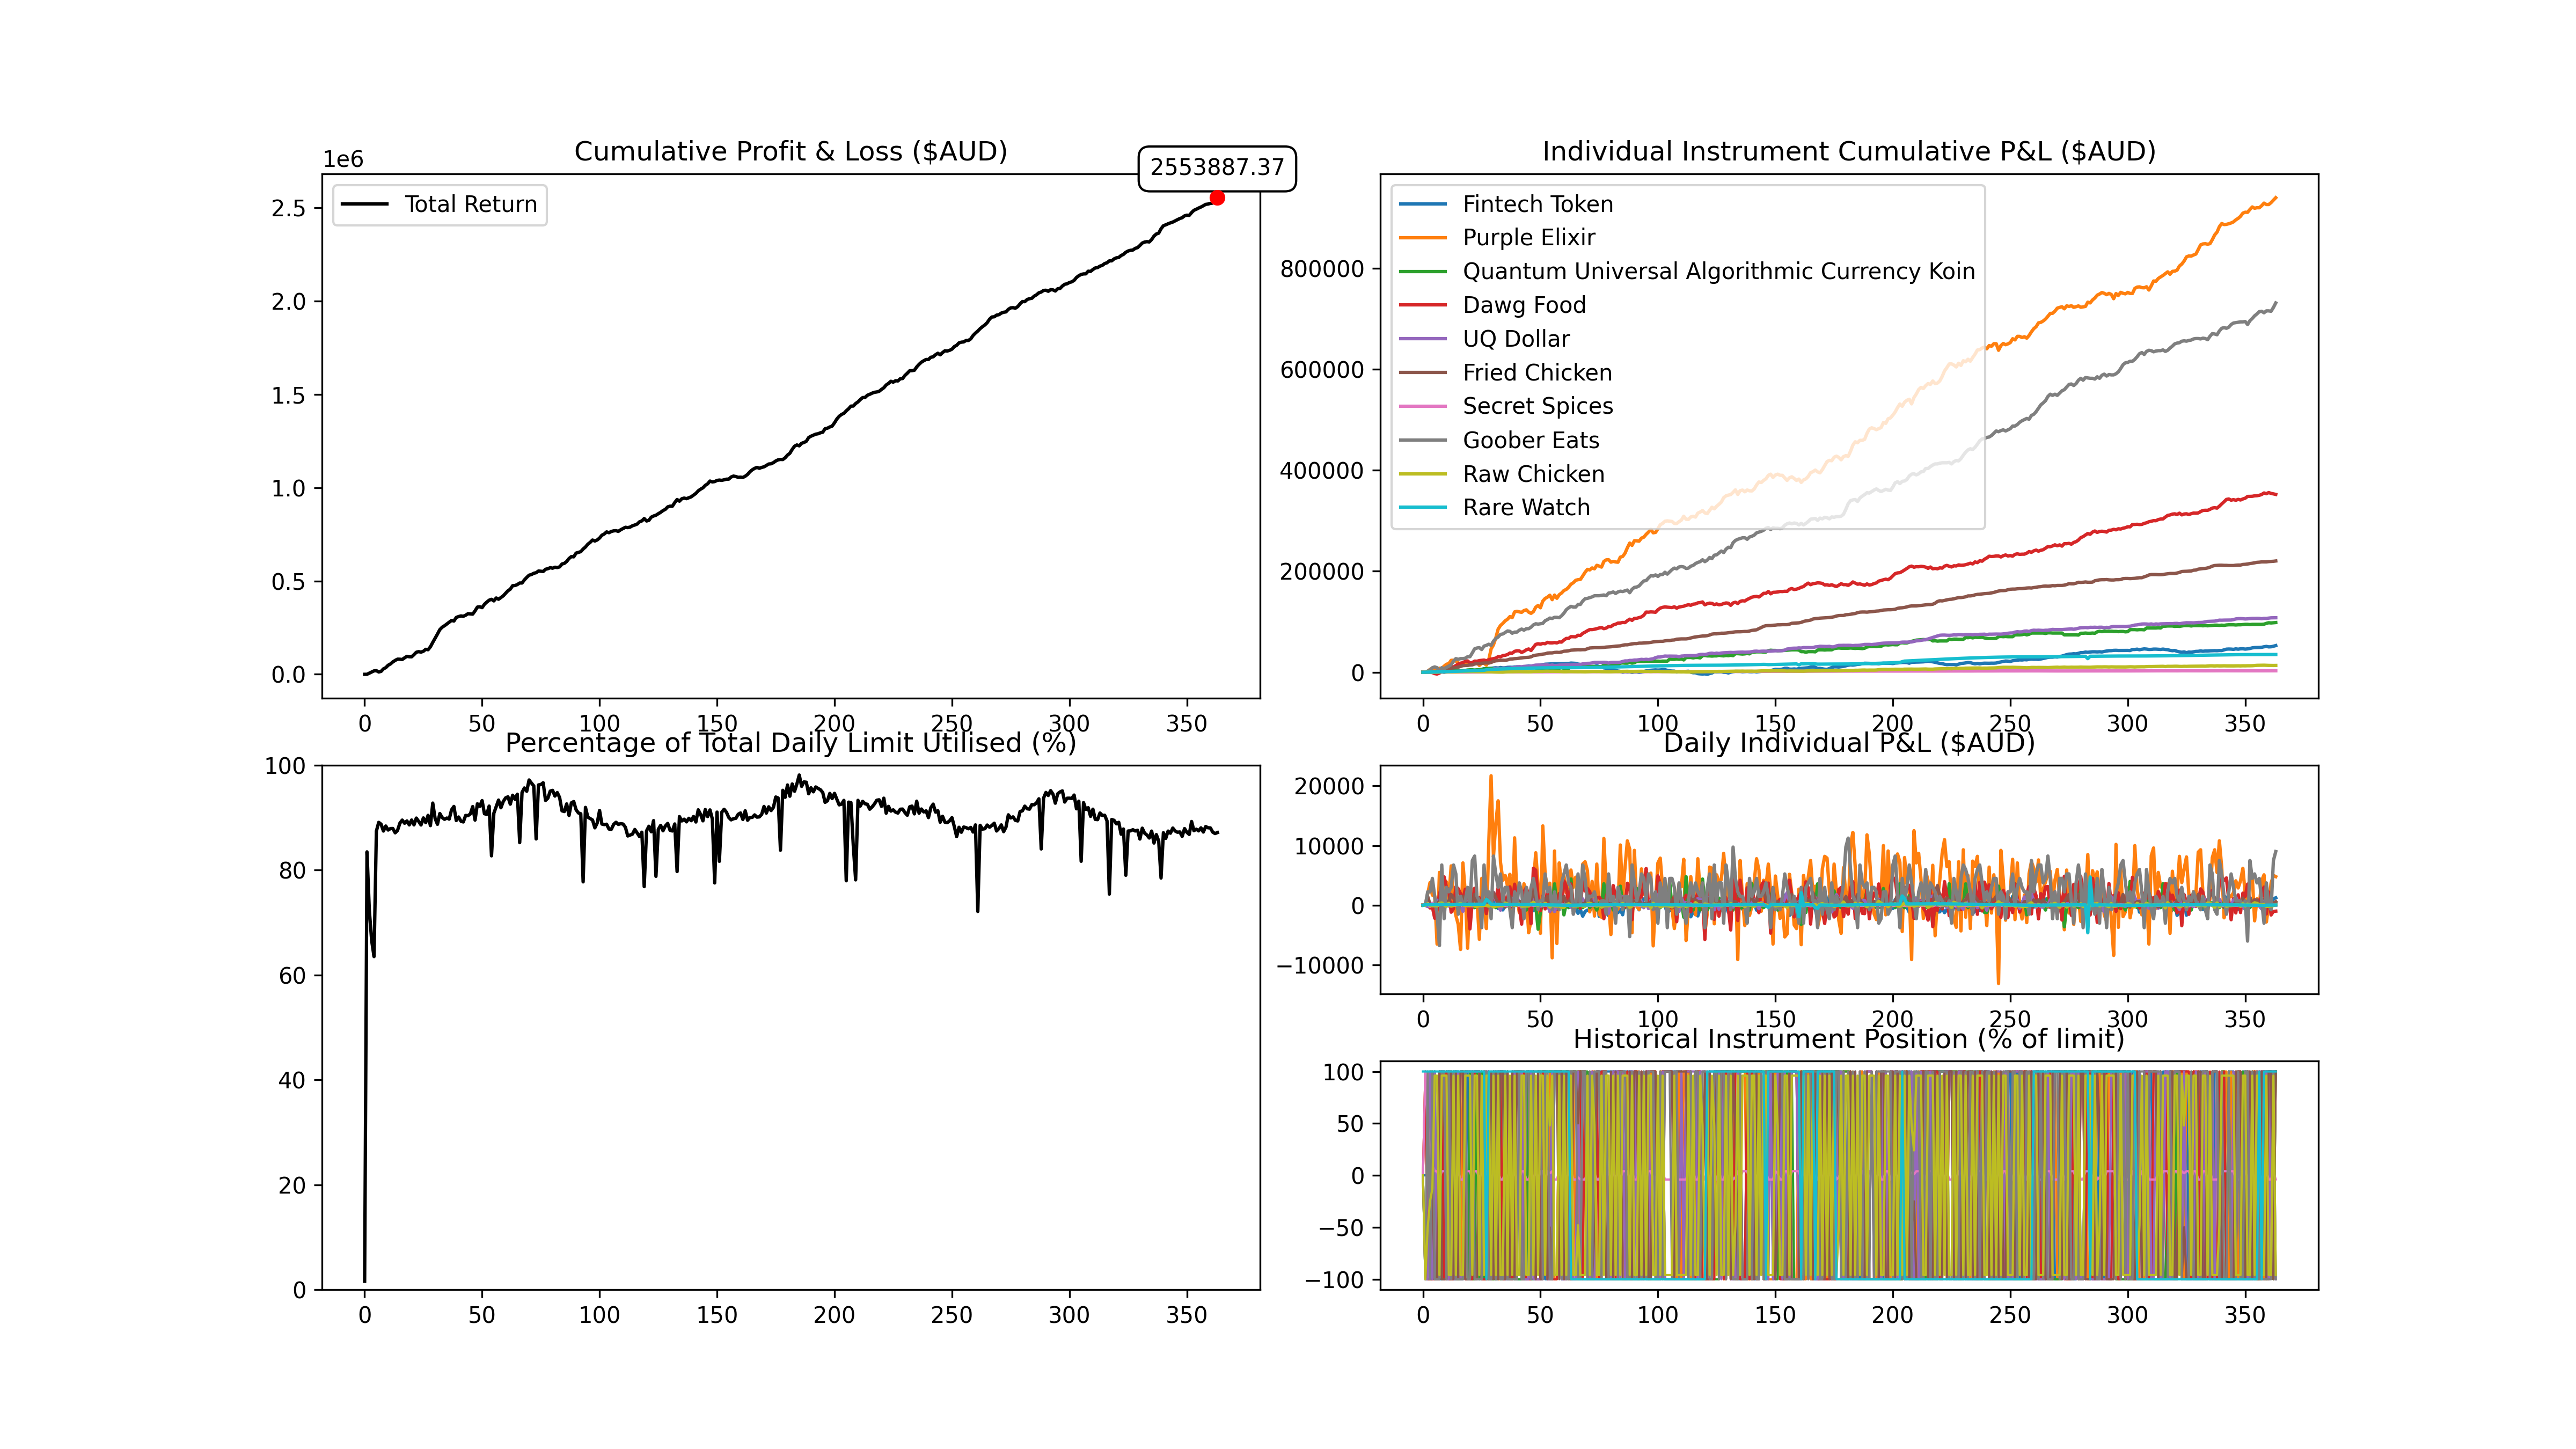 Cumulative Profit & Loss ($AUD)
1e6
2553887.37
Total Return
2.5
2.0
1.5
1.0
0.5
0.0
0 50 100 150 200 250 300 350
Individual Instrument Cumulative P&L ($AUD)
Fintech Token
Purple Elixir
Quantum Universal Algorithmic Currency Koin
Dawg Food
UQ Dollar
Fried Chicken
Secret Spices
Goober Eats
Raw Chicken
Rare Watch
800000
600000
400000
200000
0
0 50 100 150 200 250 300 350
Percentage of Total Daily Limit Utilised (%)
100
80
60
40
20
0
0 50 100 150 200 250 300 350
Daily Individual P&L ($AUD)
20000
10000
0
−10000
0 50 100 150 200 250 300 350
Historical Instrument Position (% of limit)
100
50
0
−50
−100
0 50 100 150 200 250 300 350